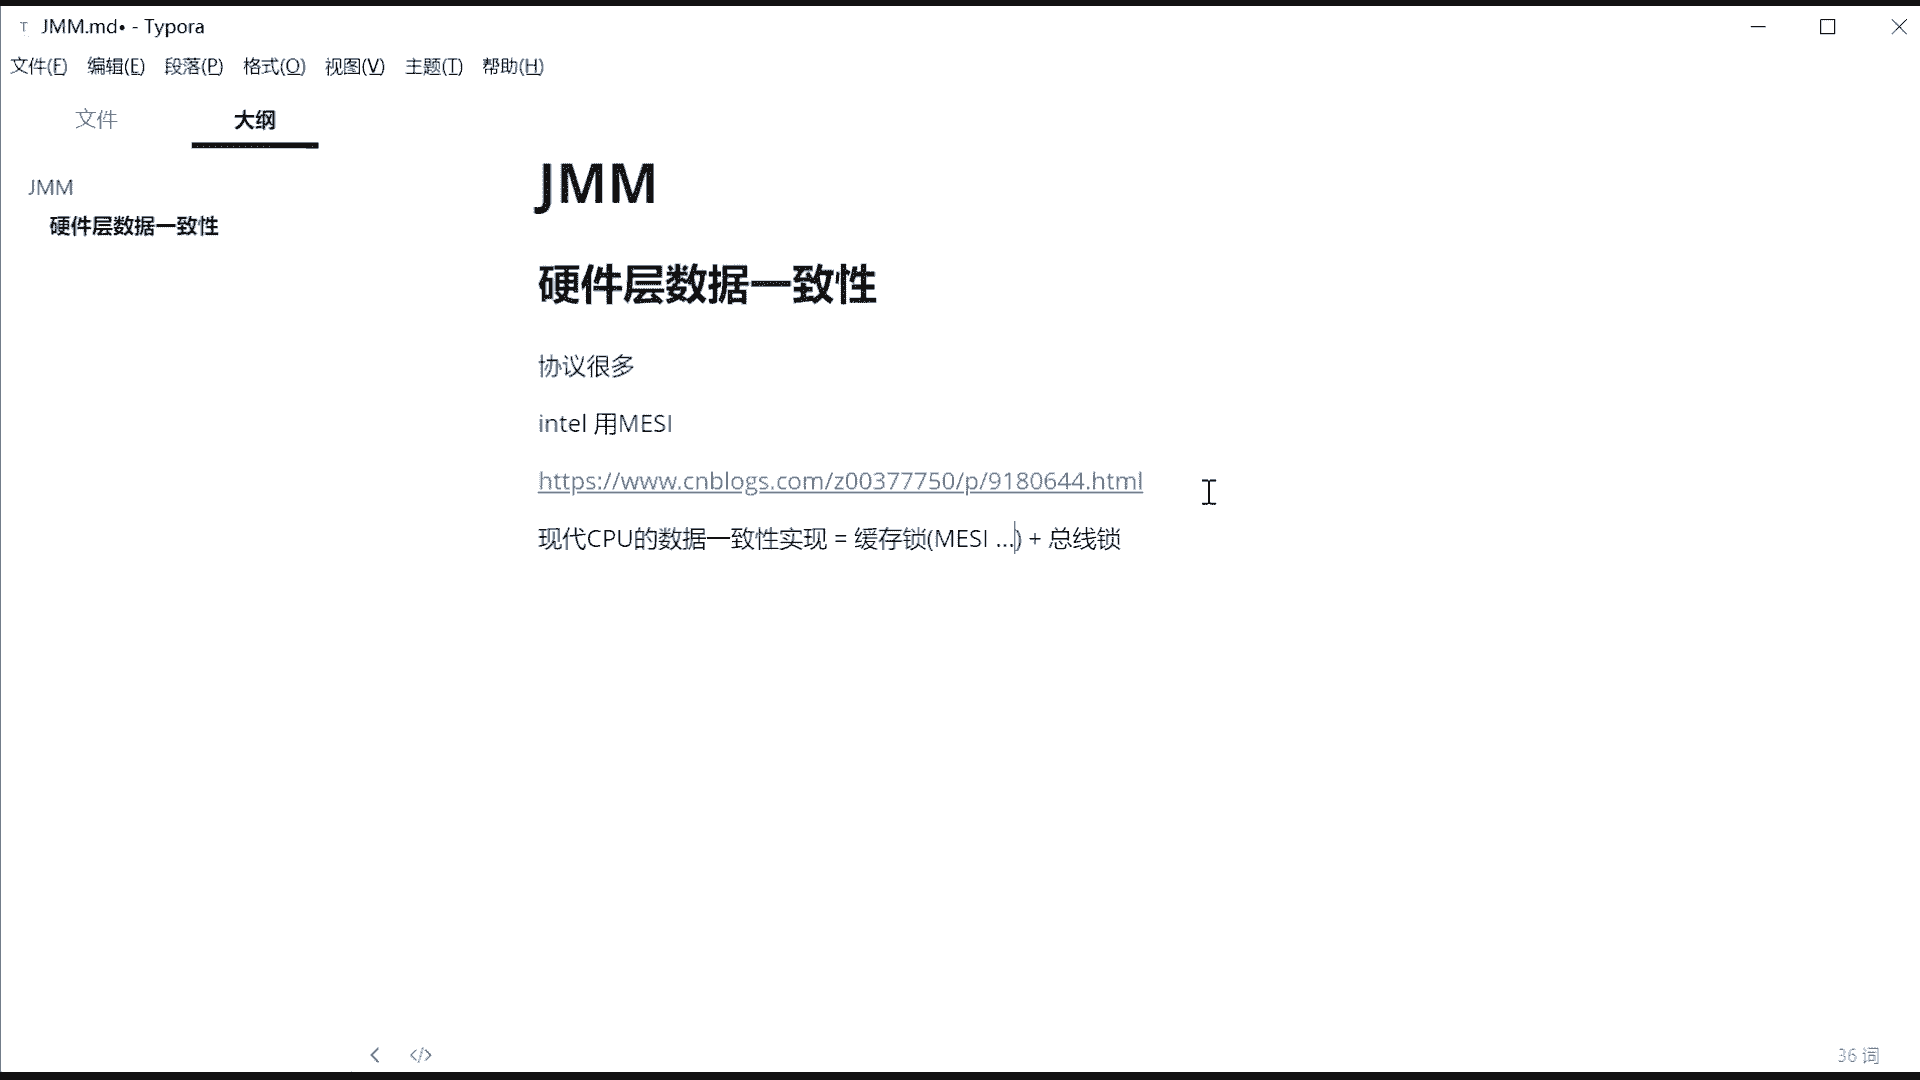 JMM.md• - Typora
文件(F) 编辑(E) 段落(P) 格式(O) 视图(V) 主题(T) 帮助(H)
文件 大纲
JMM
硬件层数据一致性
JMM
硬件层数据一致性
协议很多
intel 用MESI
https://www.cnblogs.com/z00377750/p/9180644.html
现代CPU的数据一致性实现 = 缓存锁(MESI ...) + 总线锁
36 词